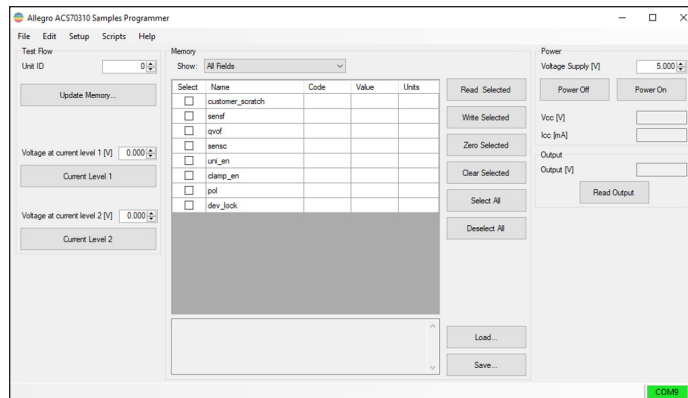 Allegro ACS70310 Samples Programmer
File Edit Setup Scripts Help
Test Flow
Unit ID 0
Update Memory...
Voltage at current level 1 [V] 0.000
Current Level 1
Voltage at current level 2 [V] 0.000
Current Level 2
Memory
Show: All Fields
Select Name Code Value Units
customer_scratch
sensf
qvof
sensc
uni_en
clamp_en
pol
dev_lock
Read Selected
Write Selected
Zero Selected
Clear Selected
Select All
Deselect All
Load...
Save...
Power
Voltage Supply [V] 5.000
Power Off Power On
Vcc [V]
Icc [mA]
Output
Output [V]
Read Output
COM9